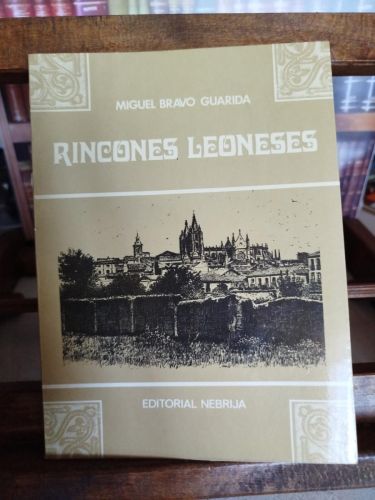 MIGUEL BRAVO GUARIDA
RINCONES LEONESES
EDITORIAL NEBRIJA